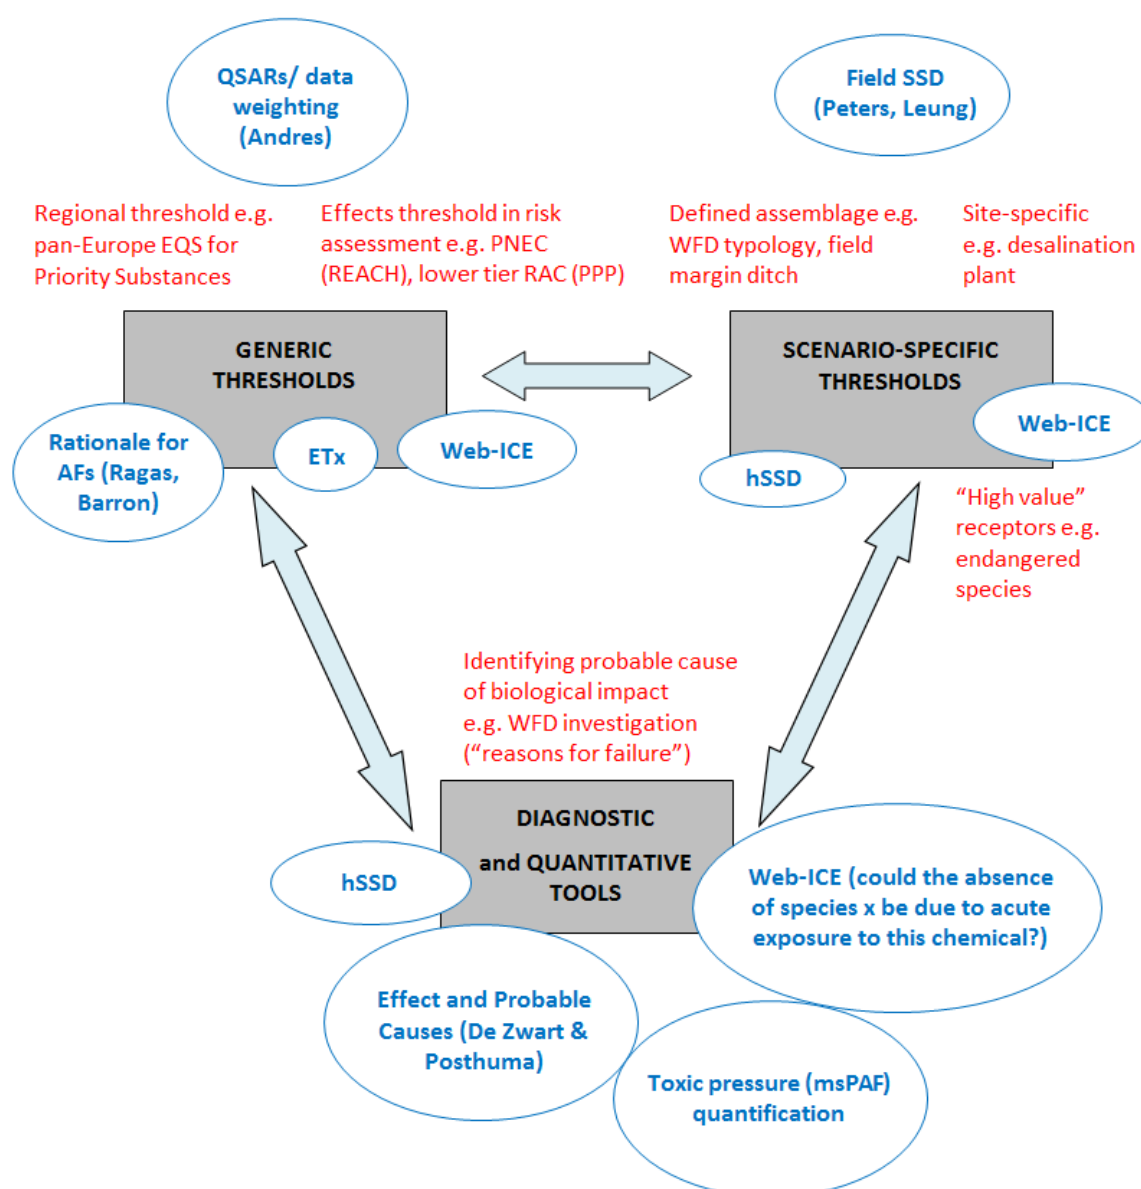 QSARs/ data
weighting
(Andres)
Field SSD
(Peters, Leung)
Regional threshold e.g.
pan-Europe EQS for
Priority Substances
Effects threshold in risk
assessment e.g. PNEC
(REACH), lower tier RAC (PPP)
Defined assemblage e.g.
WFD typology, field
margin ditch
Site-specific
e.g. desalination
plant
GENERIC
THRESHOLDS
SCENARIO-SPECIFIC
THRESHOLDS
Rationale for
AFs (Ragas,
Barron)
ETx
Web-ICE
hSSD
Web-ICE
“High value”
receptors e.g.
endangered
species
Identifying probable cause
of biological impact
e.g. WFD investigation
(“reasons for failure”)
DIAGNOSTIC
and QUANTITATIVE
TOOLS
hSSD
Web-ICE (could the absence
of species x be due to acute
exposure to this chemical?)
Effect and Probable
Causes (De Zwart &
Posthuma)
Toxic pressure (msPAF)
quantification